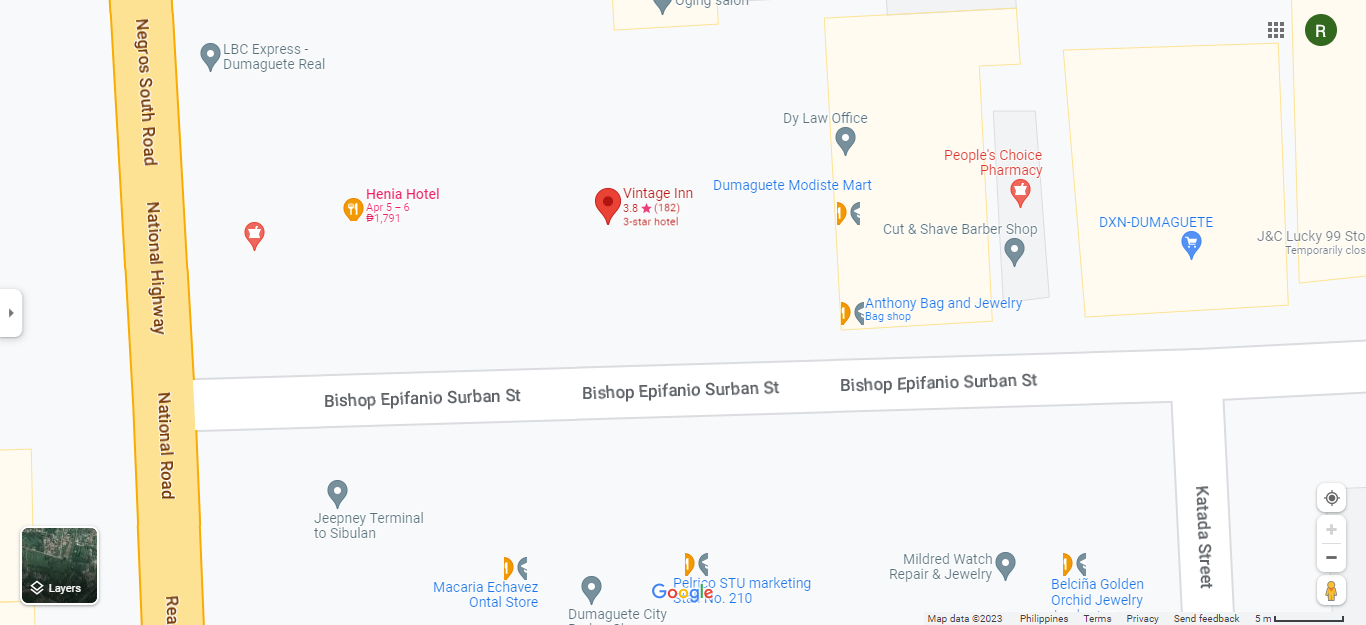 Oging salon
Negros South Road
LBC Express -
Dumaguete Real
R
Dy Law Office
People's Choice
Pharmacy
Dumaguete Modiste Mart
Henia Hotel
Apr 5 – 6
₱1,791
Vintage Inn
3.8 ★ (182)
3-star hotel
National Highway
Cut & Shave Barber Shop
DXN-DUMAGUETE
J&C Lucky 99 Sto
Temporarily clos
Anthony Bag and Jewelry
Bag shop
Bishop Epifanio Surban St
Bishop Epifanio Surban St
Bishop Epifanio Surban St
National Road
Jeepney Terminal
to Sibulan
Katada Street
Layers
Macaria Echavez
Ontal Store
Dumaguete City
Pelrico STU marketing
Stall No. 210
Google
Mildred Watch
Repair & Jewelry
Belciña Golden
Orchid Jewelry
Rea
Map data ©2023
Philippines
Terms
Privacy
Send feedback
5 m